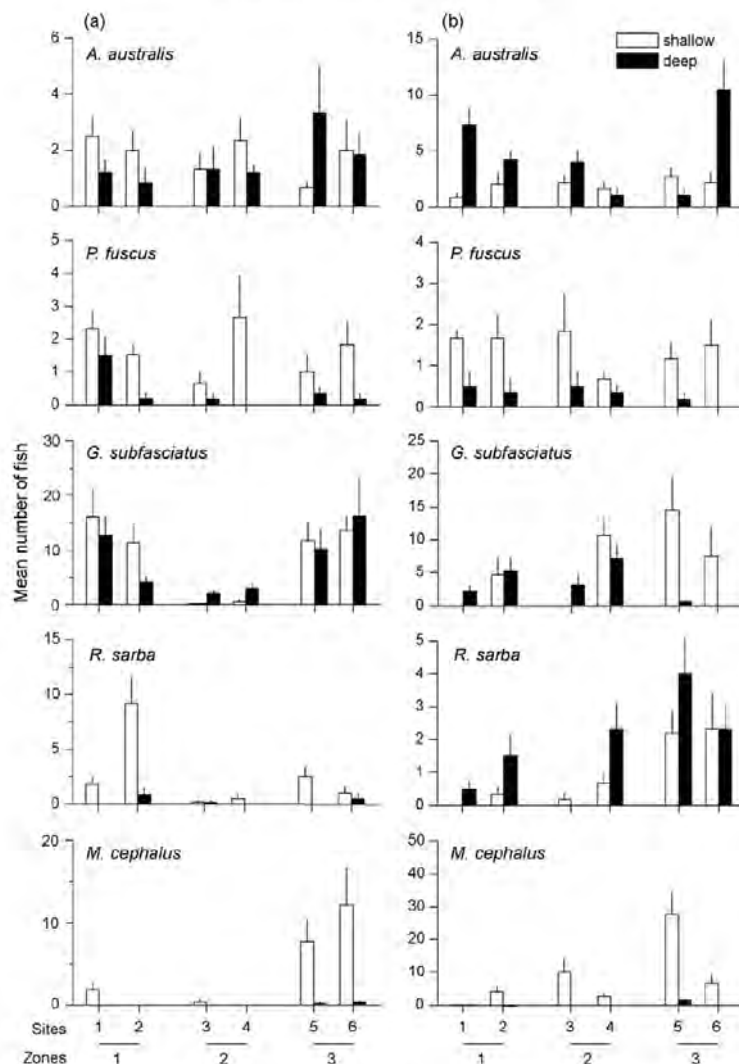 (a)
A. australis
6
4
2
0
P. fuscus
5
4
3
2
1
0
G. subfasciatus
30
20
10
0
R. sarba
15
10
5
0
M. cephalus
20
10
0
Mean number of fish
Sites 1 2 3 4 5 6
Zones 1 2 3
(b)
A. australis
shallow
deep
15
10
5
0
P. fuscus
4
3
2
1
0
G. subfasciatus
25
20
15
10
5
0
R. sarba
5
4
3
2
1
0
M. cephalus
50
40
30
20
10
0
1 2 3 4 5 6
1 2 3